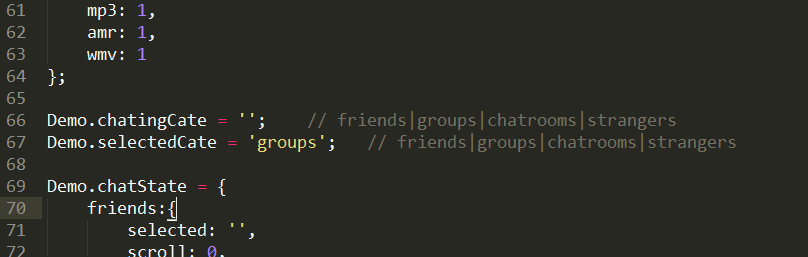 61 mp3: 1,
62 amr: 1,
63 wmv: 1
64 };
65
66 Demo.chatingCate = ''; // friends|groups|chatrooms|strangers
67 Demo.selectedCate = 'groups'; // friends|groups|chatrooms|strangers
68
69 Demo.chatState = {
70 friends:{
71 selected: '',
72 scroll: 0,